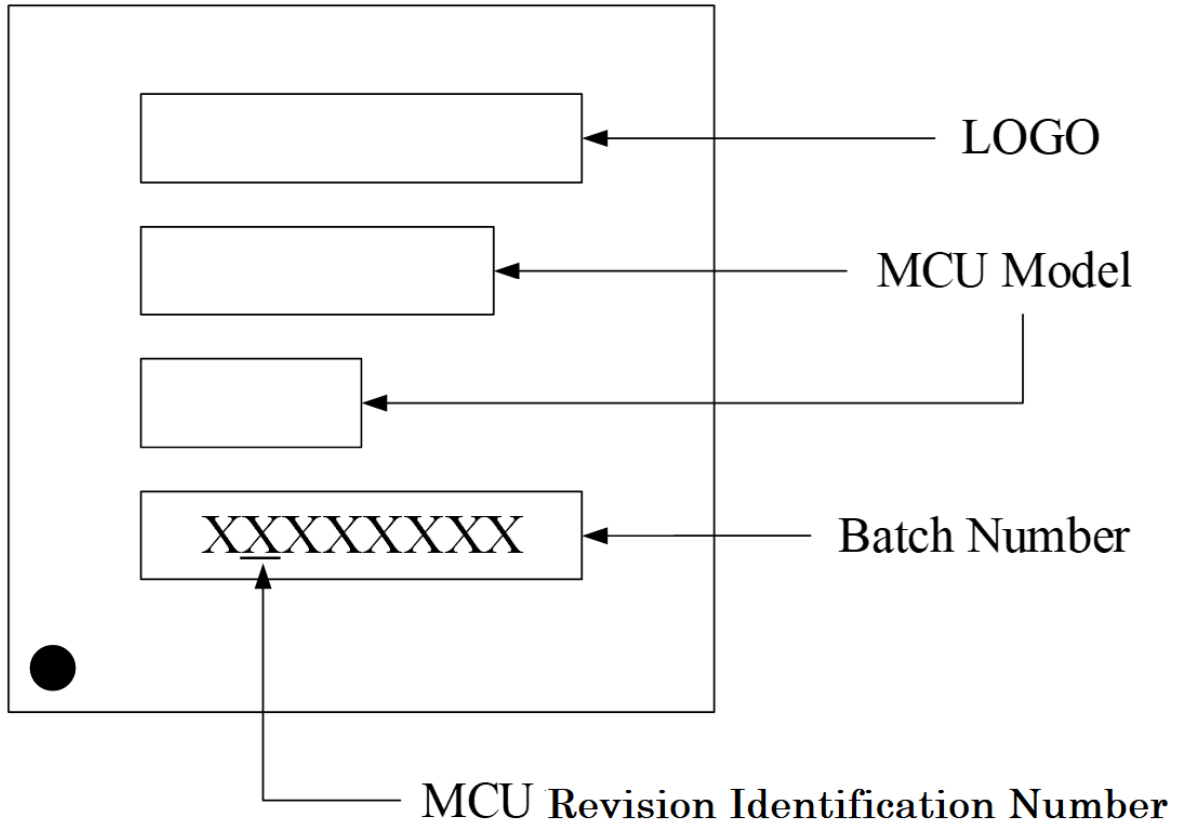 LOGO
MCU Model
XXXXXXXX
Batch Number
MCU Revision Identification Number